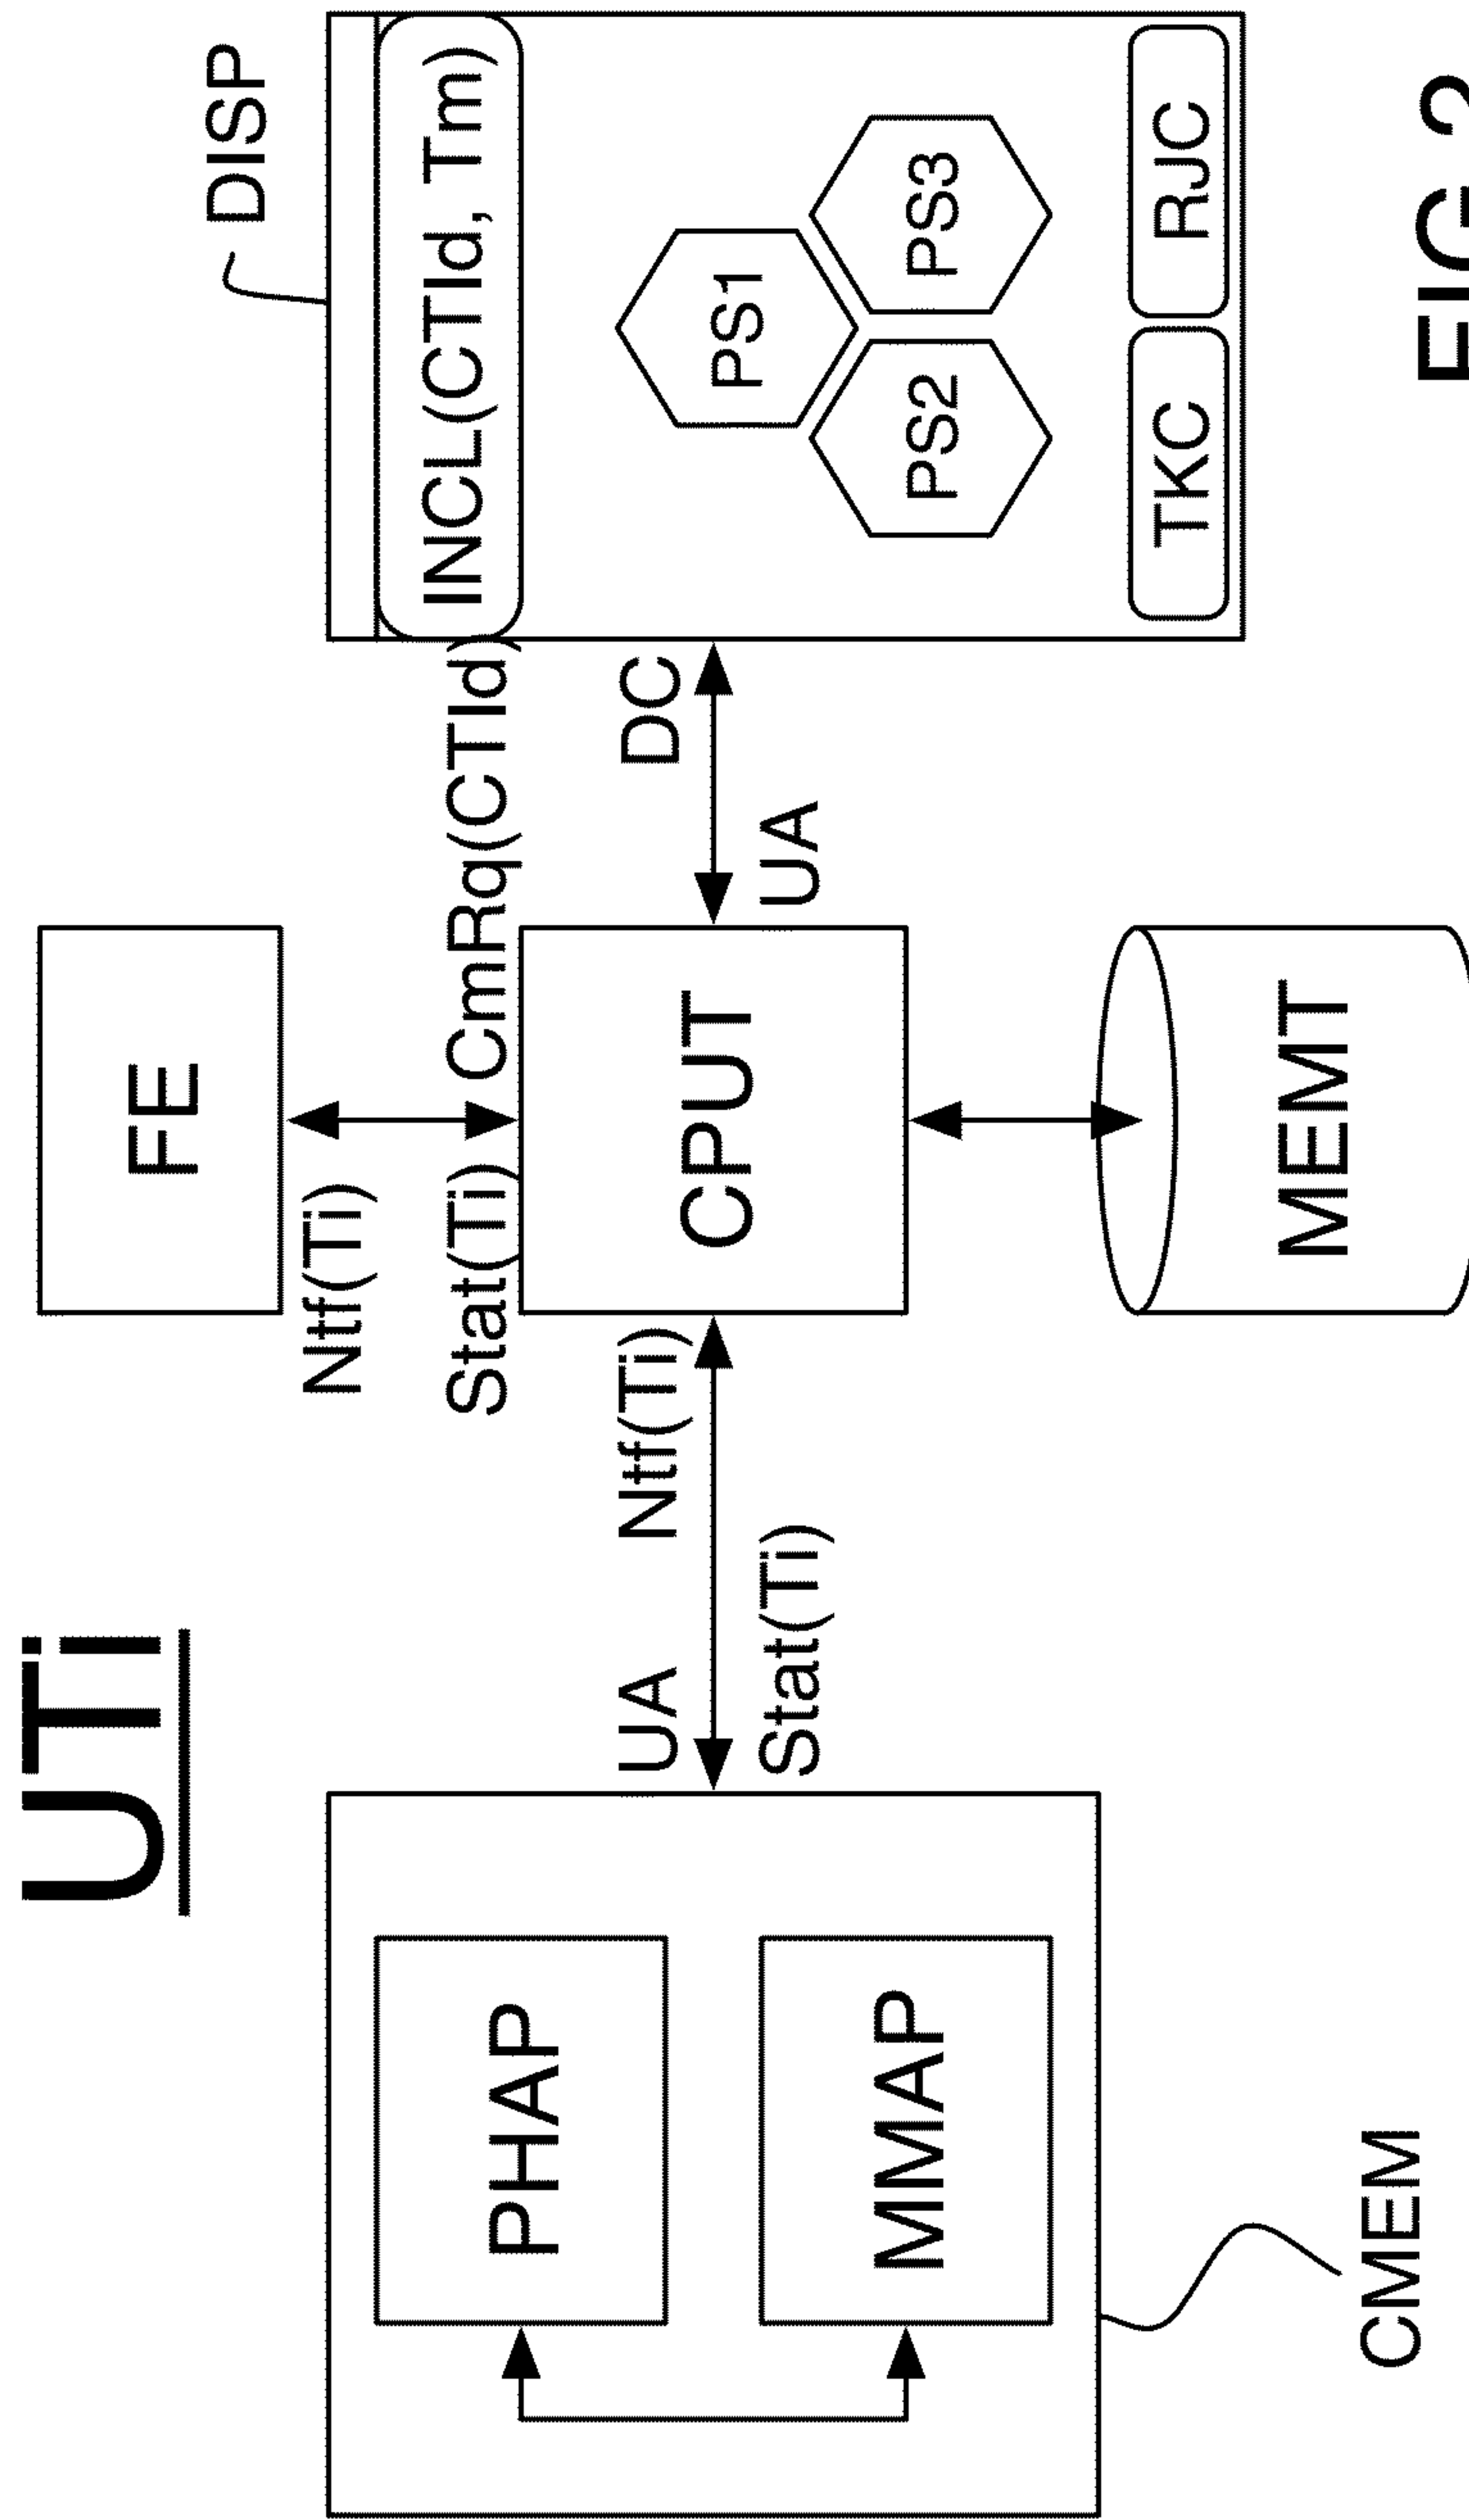 UTi
FE
DISP
Ntf(Ti)
Stat(Ti) CmRq(CTId)
INCL(CTId, Tm)
PHAP
UA Ntf(Ti)
Stat(Ti)
CPUT
DC
UA
PS1
PS2 PS3
MMAP
MEMT
TKC RJC
CMEM
FIG 2